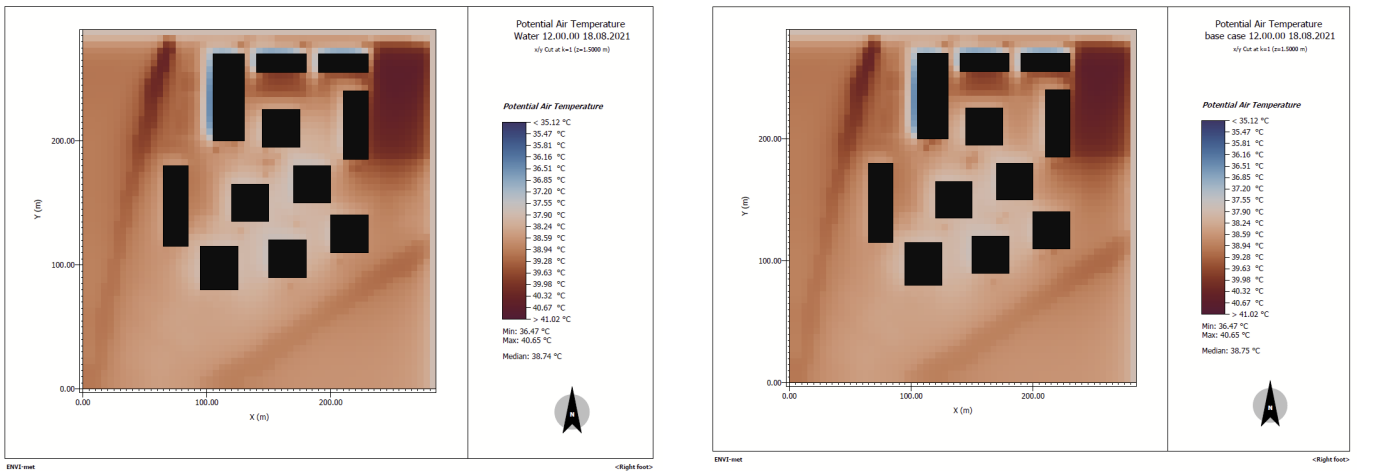 Potential Air Temperature
Water 12.00.00 18.08.2021
x/y Cut at k=1 (z=1.5000 m)
Potential Air Temperature
< 35.12 °C
35.47 °C
35.81 °C
36.16 °C
36.51 °C
36.85 °C
37.20 °C
37.55 °C
37.90 °C
38.24 °C
38.59 °C
38.94 °C
39.28 °C
39.63 °C
39.98 °C
40.32 °C
40.67 °C
> 41.02 °C
Min: 36.47 °C
Max: 40.65 °C
Median: 38.74 °C
N
200.00
100.00
0.00
Y (m)
0.00
100.00
200.00
X (m)
ENVI-met
<Right foot>
Potential Air Temperature
base case 12.00.00 18.08.2021
x/y Cut at k=1 (z=1.5000 m)
Potential Air Temperature
< 35.12 °C
35.47 °C
35.81 °C
36.16 °C
36.51 °C
36.85 °C
37.20 °C
37.55 °C
37.90 °C
38.24 °C
38.59 °C
38.94 °C
39.28 °C
39.63 °C
39.98 °C
40.32 °C
40.67 °C
> 41.02 °C
Min: 36.47 °C
Max: 40.65 °C
Median: 38.75 °C
N
200.00
100.00
0.00
Y (m)
0.00
100.00
200.00
X (m)
ENVI-met
<Right foot>